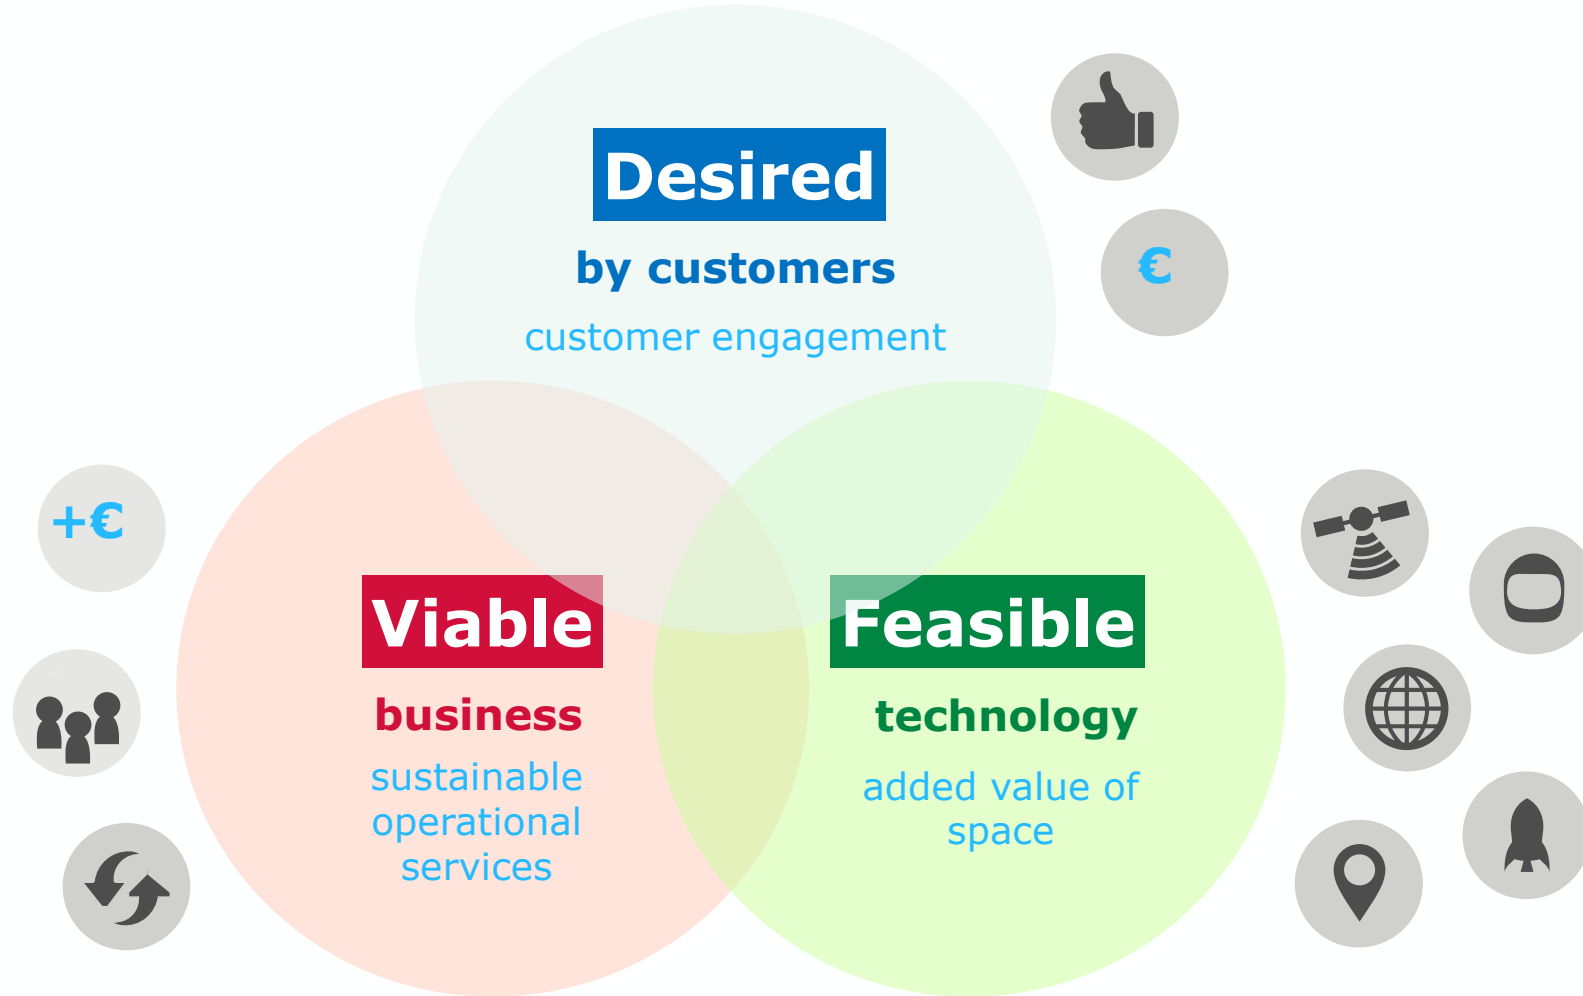 Desired
by customers
customer engagement
€
+€
Viable
business
sustainable
operational
services
Feasible
technology
added value of
space